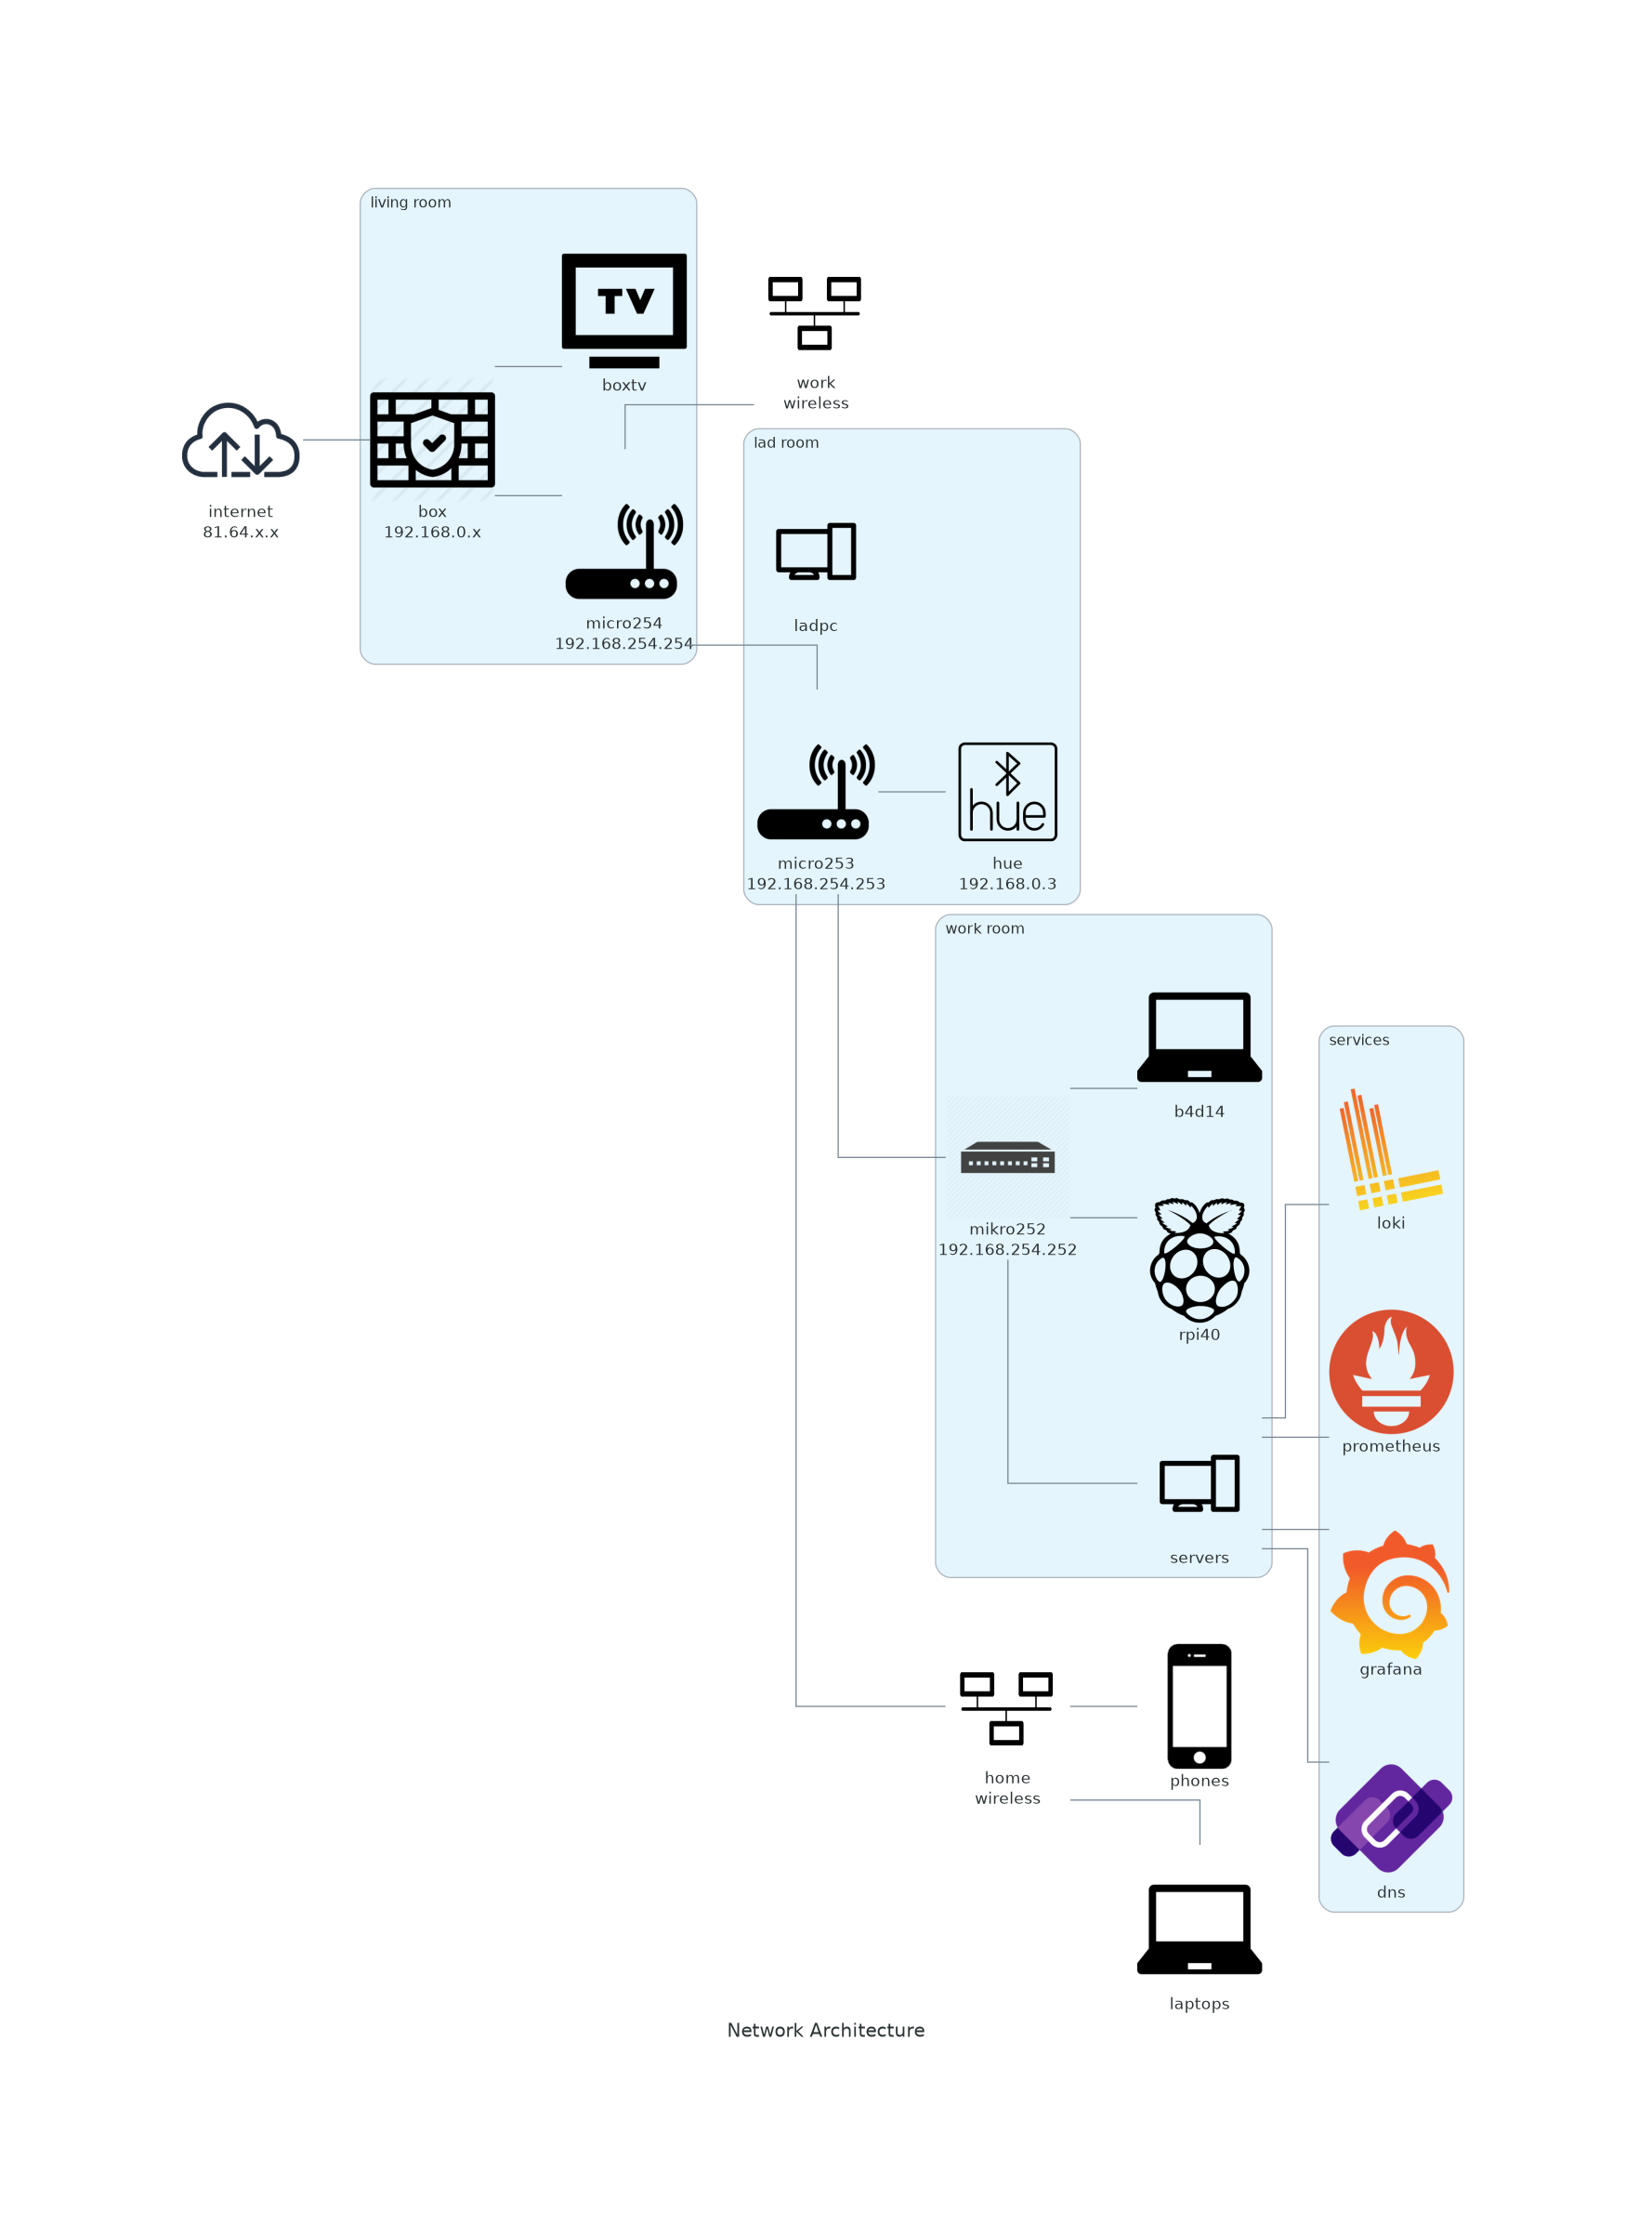 living room
TV
boxtv
work
wireless
internet
81.64.x.x
box
192.168.0.x
lad room
ladpc
micro254
192.168.254.254
hue
micro253
192.168.254.253
hue
192.168.0.3
work room
b4d14
services
loki
mikro252
192.168.254.252
rpi40
prometheus
servers
grafana
home
wireless
phones
dns
laptops
Network Architecture